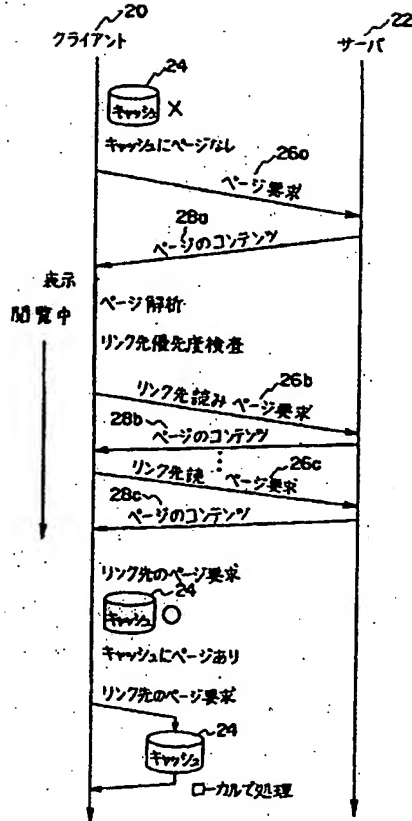 20
クライアント
22
サーバ
24
キャッシュ ×
キャッシュにページなし
26a
ページ要求
28a
ページのコンテンツ
表示
閲覧中
ページ解析
リンク先優先度検査
リンク先読み ページ要求
26b
28b
ページのコンテンツ
リンク先読 ページ要求
26c
28c
ページのコンテンツ
リンク先のページ要求
24
キャッシュ ○
キャッシュにページあり
リンク先のページ要求
24
キャッシュ
ローカルで処理